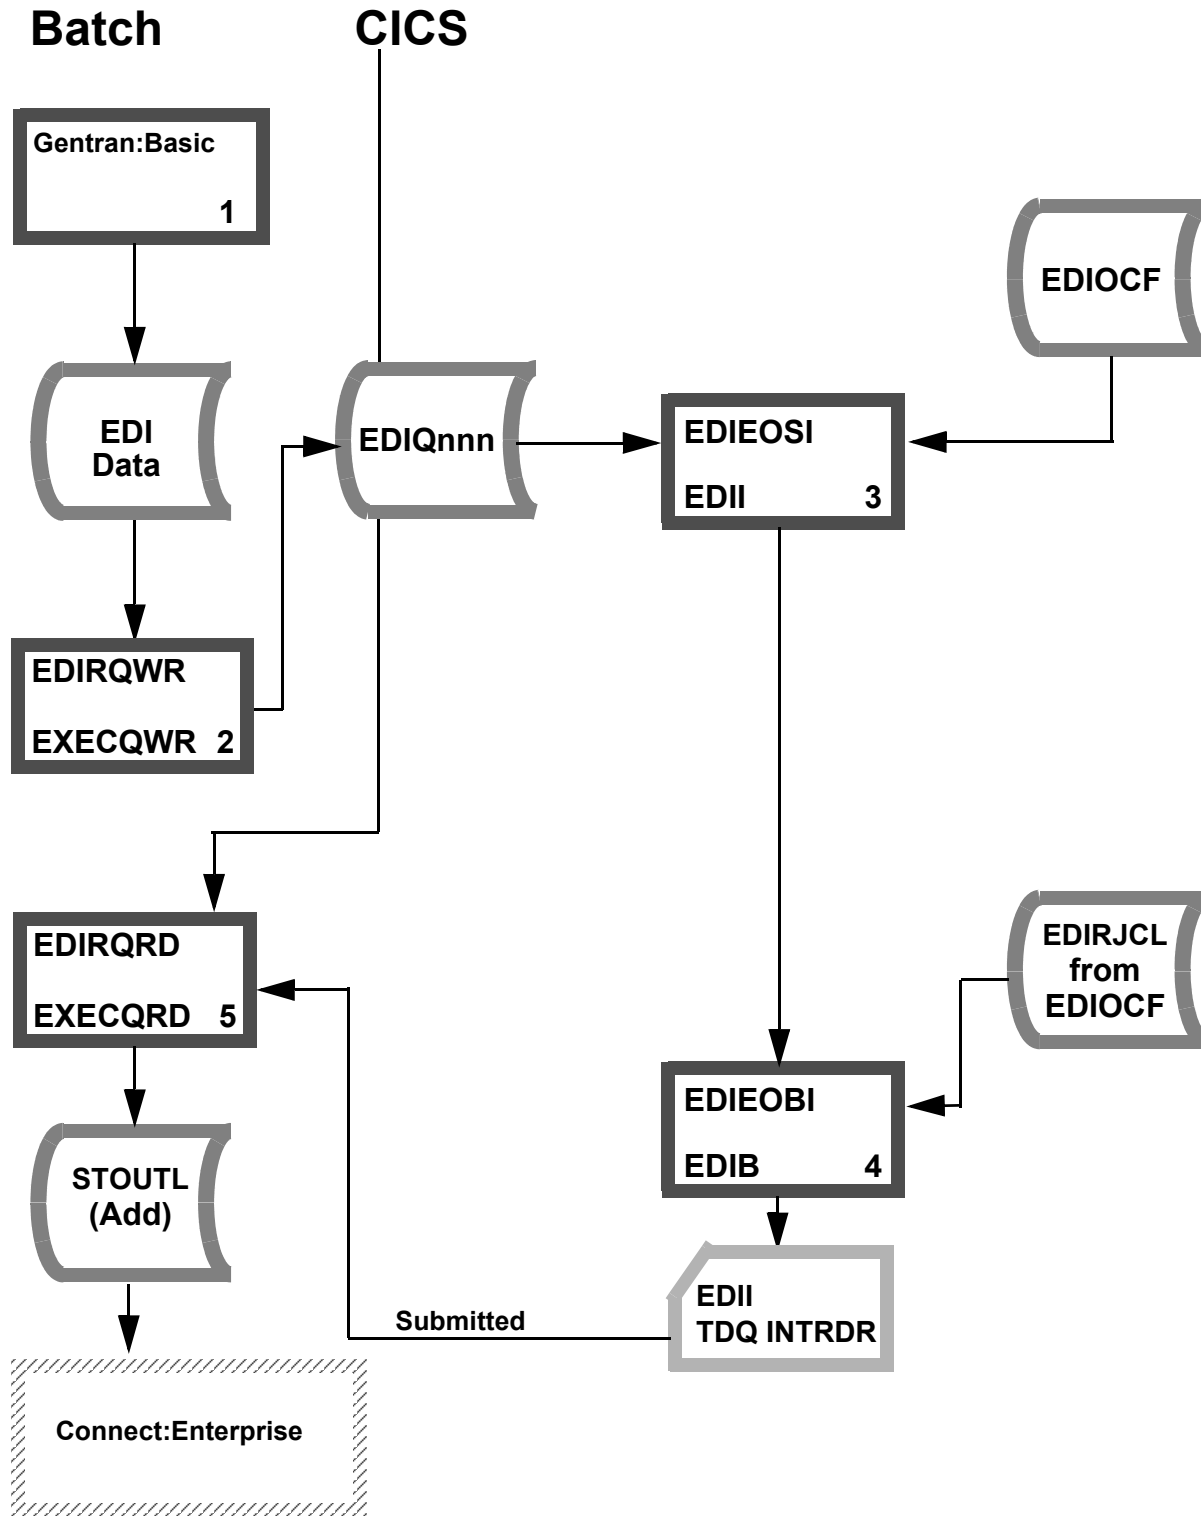 Batch
CICS
Gentran:Basic
1
EDIOCF
EDI
Data
EDIQnnn
EDIEOSI
EDII 3
EDIRQWR
EXECQWR 2
EDIRQRD
EXECQRD 5
EDIRJCL
from
EDIOCF
EDIEOBI
EDIB 4
STOUTL
(Add)
EDII
TDQ INTRDR
Submitted
Connect:Enterprise